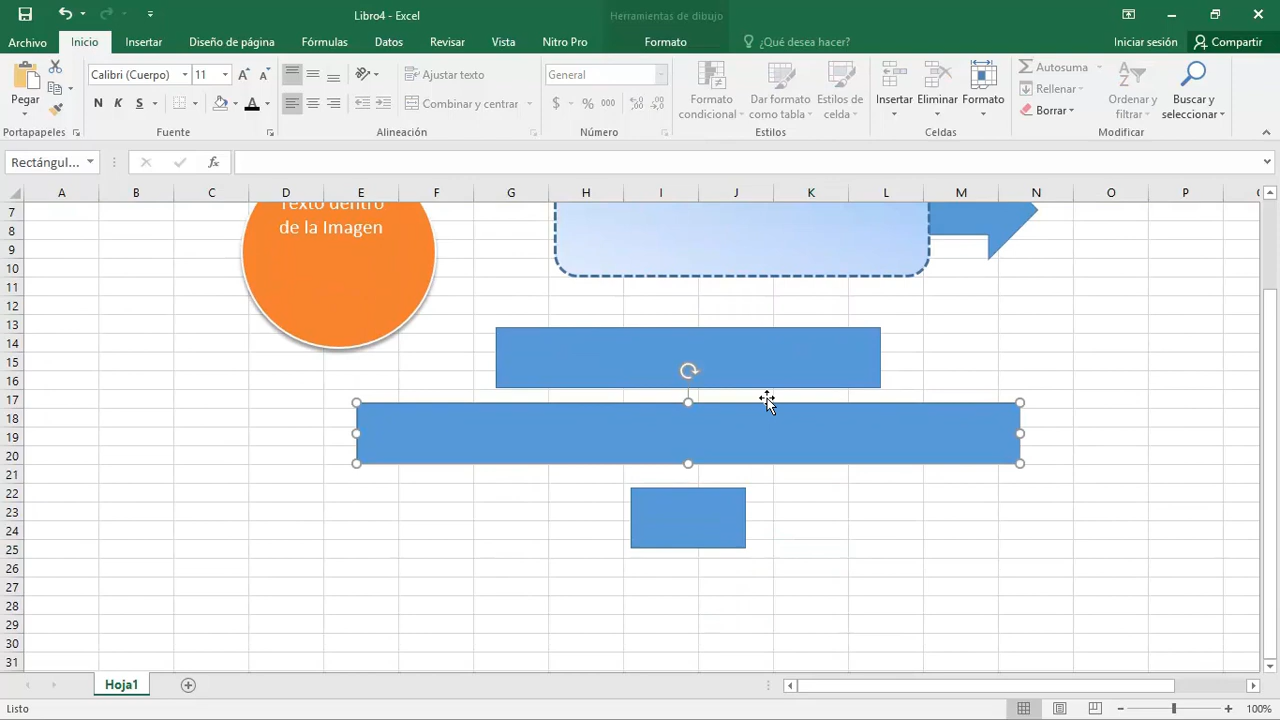 Libro4 - Excel
Herramientas de dibujo
Archivo Inicio Insertar Diseño de página Fórmulas Datos Revisar Vista Nitro Pro Formato ¿Qué desea hacer? Iniciar sesión Compartir
Pegar
Portapapeles
Calibri (Cuerpo) 11
N K S
Fuente
Ajustar texto
Combinar y centrar
Alineación
General
$ % 000
Número
Formato condicional
Dar formato como tabla
Estilos de celda
Estilos
Insertar Eliminar Formato
Celdas
Autosuma
Rellenar
Borrar
Ordenar y filtrar
Buscar y seleccionar
Modificar
Rectángul...
fx
A B C D E F G H I J K L M N O P
7
8
9
10
11
12
13
14
15
16
17
18
19
20
21
22
23
24
25
26
27
28
29
30
31
Texto dentro
de la Imagen
Hoja1
Listo
100%